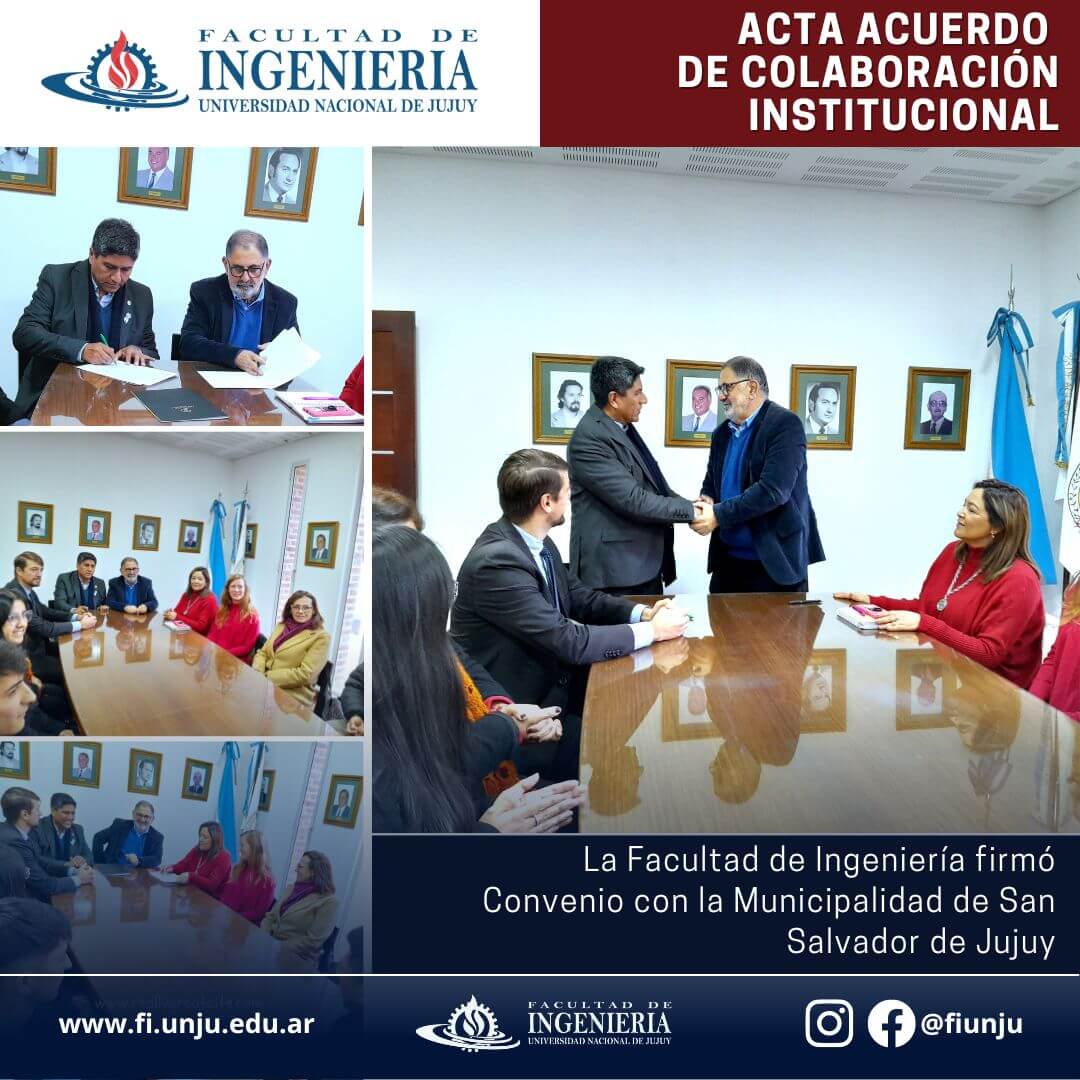 FACULTAD DE
INGENIERIA
UNIVERSIDAD NACIONAL DE JUJUY
ACTA ACUERDO
DE COLABORACIÓN
INSTITUCIONAL
La Facultad de Ingeniería firmó
Convenio con la Municipalidad de San
Salvador de Jujuy
www.fi.unju.edu.ar
FACULTAD DE
INGENIERIA
UNIVERSIDAD NACIONAL DE JUJUY
@fiunju